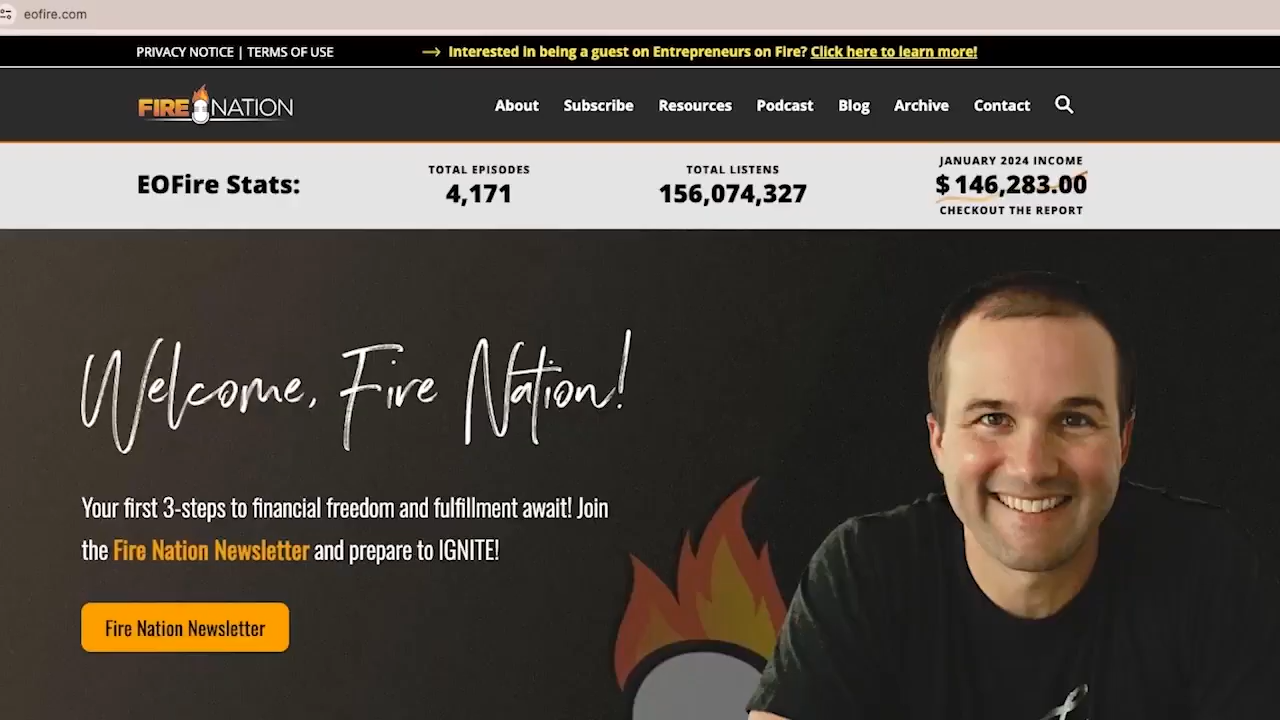 eofire.com
PRIVACY NOTICE | TERMS OF USE
Interested in being a guest on Entrepreneurs on Fire? Click here to learn more!
FIRE NATION
About Subscribe Resources Podcast Blog Archive Contact
EOFire Stats:
TOTAL EPISODES
4,171
TOTAL LISTENS
156,074,327
JANUARY 2024 INCOME
$146,283.00
CHECKOUT THE REPORT
Welcome, Fire Nation!
Your first 3-steps to financial freedom and fulfillment await! Join
the Fire Nation Newsletter and prepare to IGNITE!
Fire Nation Newsletter